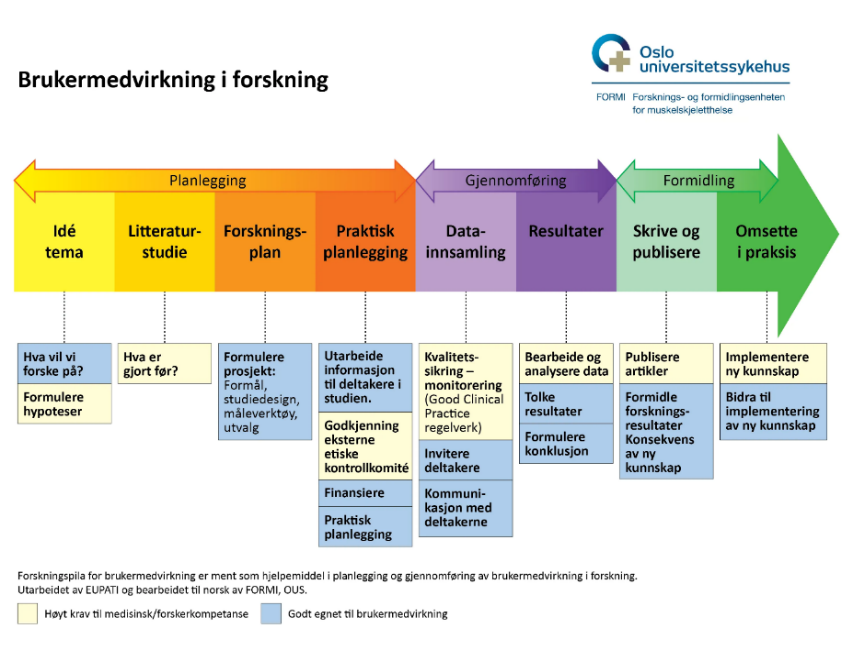 Brukermedvirkning i forskning
Oslo
universitetssykehus
FORMI Forsknings- og formidlingsenheten
for muskelskjeletthelse
Planlegging
Gjennomføring
Formidling
Idé
tema
Litteratur-
studie
Forsknings-
plan
Praktisk
planlegging
Data-
innsamling
Resultater
Skrive og
publisere
Omsette
i praksis
Hva vil vi
forske på?
Formulere
hypoteser
Hva er
gjort før?
Formulere
prosjekt:
Formål,
studiedesign,
måleverktøy,
utvalg
Utarbeide
informasjon
til deltakere i
studien.
Godkjenning
eksterne
etiske
kontrollkomité
Finansiere
Praktisk
planlegging
Kvalitets-
sikring –
monitorering
(Good Clinical
Practice
regelverk)
Invitere
deltakere
Kommuni-
kasjon med
deltakerne
Bearbeide og
analysere data
Tolke
resultater
Formulere
konklusjon
Publisere
artikler
Formidle
forsknings-
resultater
Konsekvens
av ny
kunnskap
Implementere
ny kunnskap
Bidra til
implementering
av ny kunnskap
Forskningspila for brukermedvirkning er ment som hjelpemiddel i planlegging og gjennomføring av brukermedvirkning i forskning.
Utarbeidet av EUPATI og bearbeidet til norsk av FORMI, OUS.
Høyt krav til medisinsk/forskerkompetanse
Godt egnet til brukermedvirkning